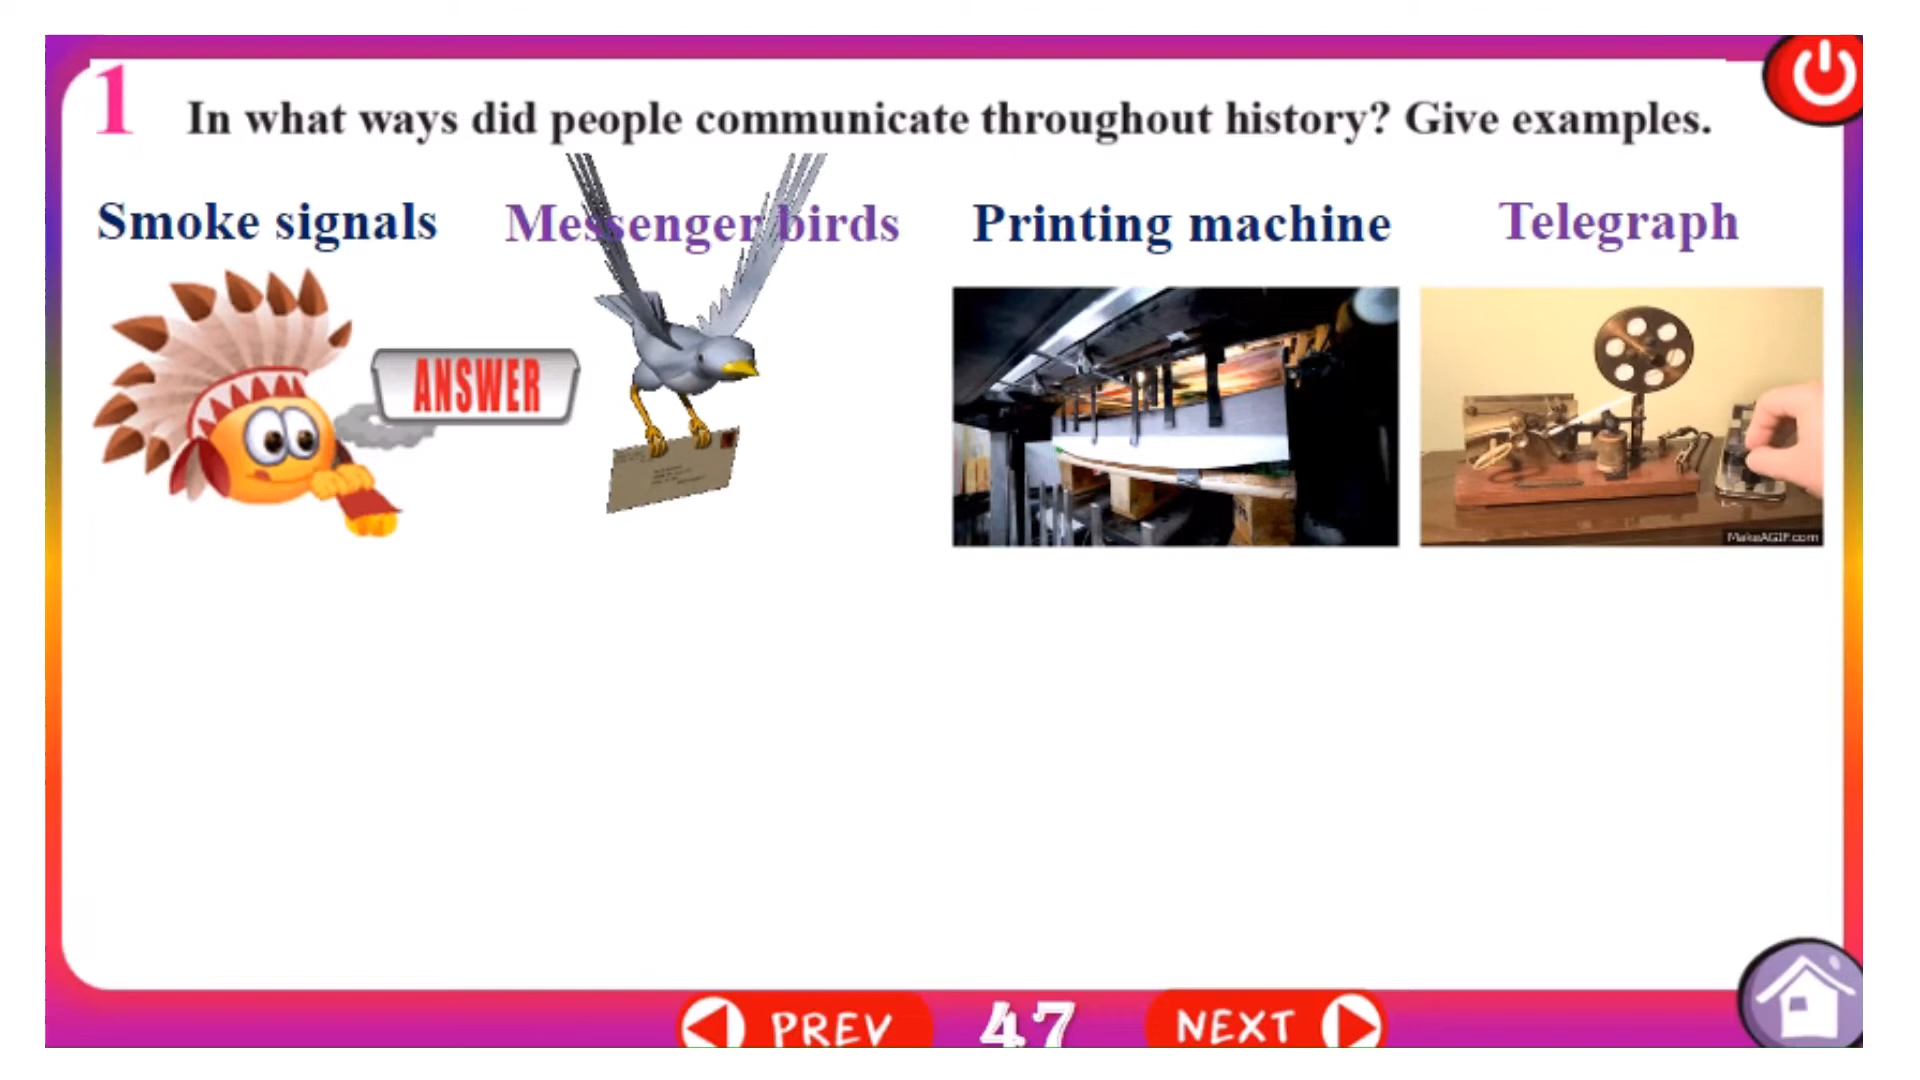 1
In what ways did people communicate throughout history? Give examples.
Smoke signals
Messenger birds
Printing machine
Telegraph
ANSWER
MakeAGIF.com
PREV
47
NEXT